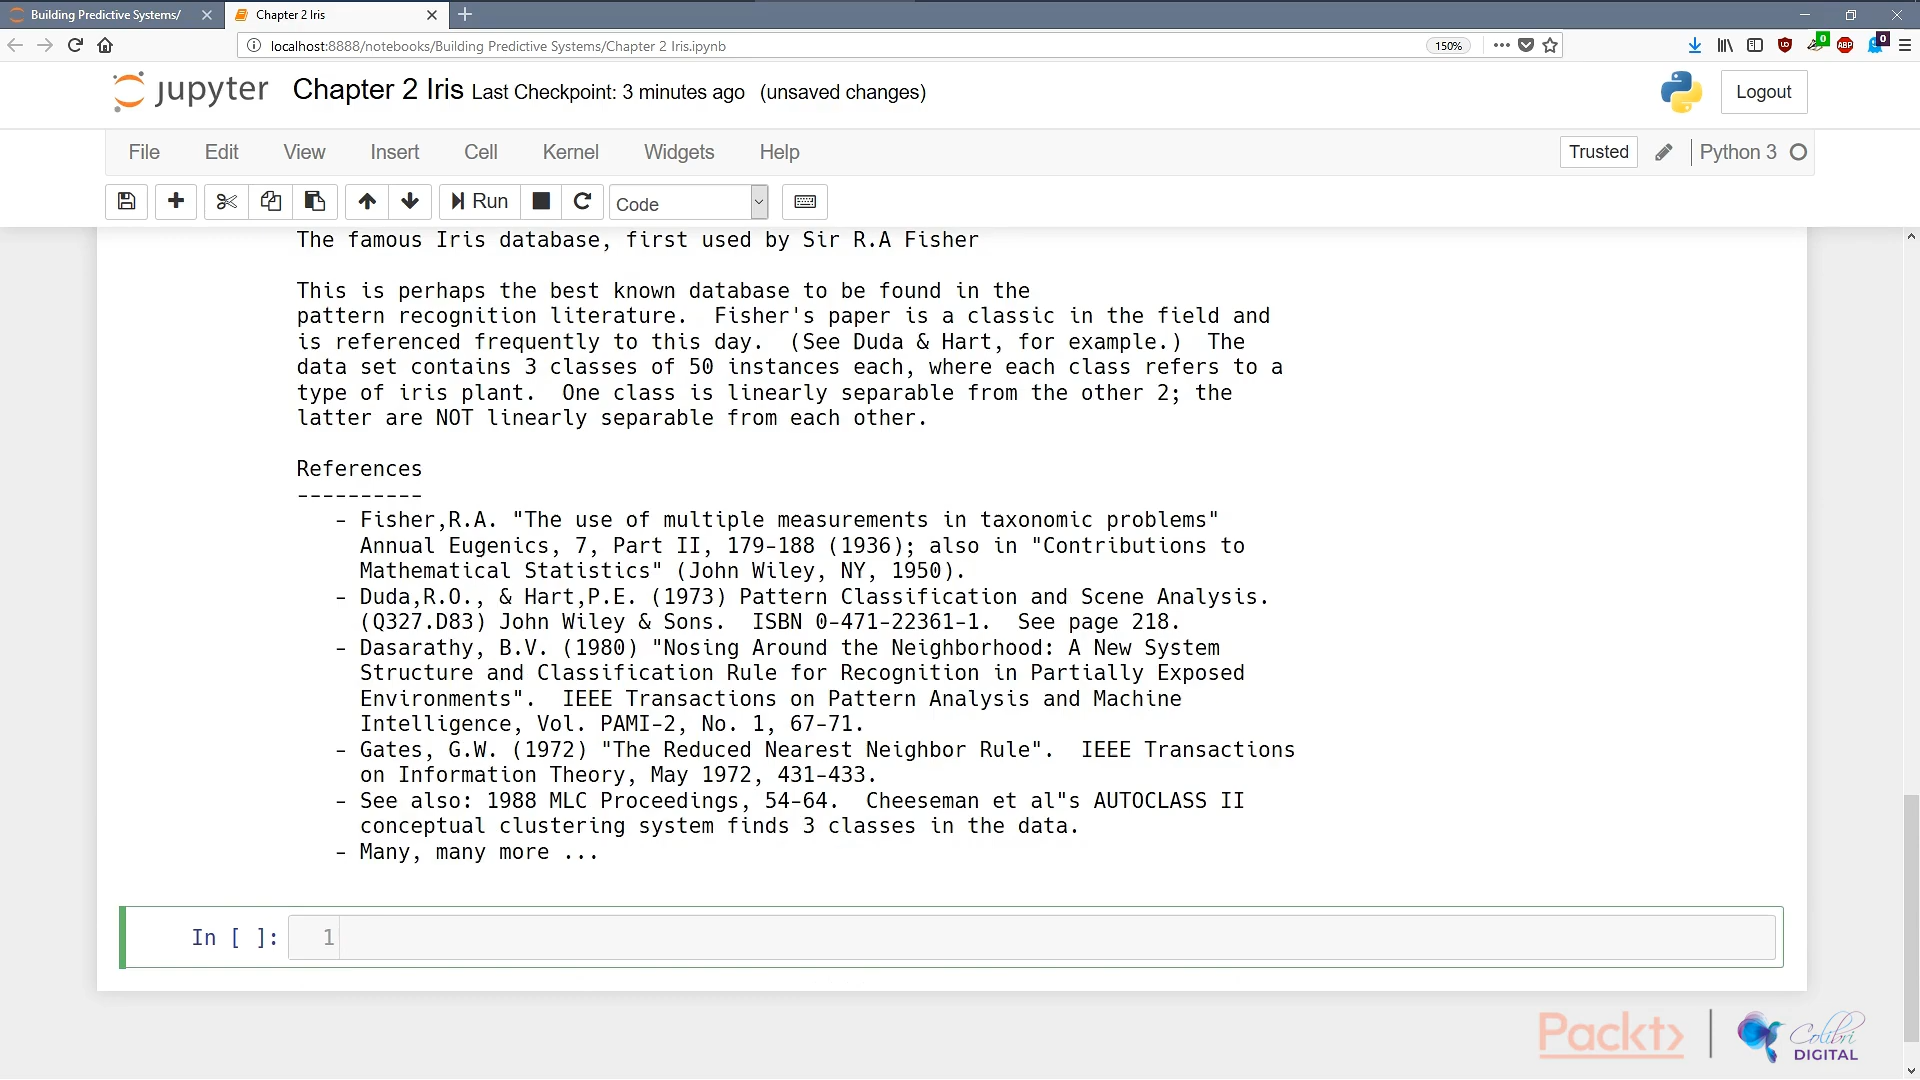 Building Predictive Systems/
Chapter 2 Iris
localhost:8888/notebooks/Building Predictive Systems/Chapter 2 Iris.ipynb
150%
0
ABP
0
jupyter
Chapter 2 Iris Last Checkpoint: 3 minutes ago (unsaved changes)
Logout
File Edit View Insert Cell Kernel Widgets Help
Trusted
Python 3
Run
Code
The famous Iris database, first used by Sir R.A Fisher
This is perhaps the best known database to be found in the
pattern recognition literature.  Fisher's paper is a classic in the field and
is referenced frequently to this day.  (See Duda & Hart, for example.)  The
data set contains 3 classes of 50 instances each, where each class refers to a
type of iris plant.  One class is linearly separable from the other 2; the
latter are NOT linearly separable from each other.
References
----------
- Fisher,R.A. "The use of multiple measurements in taxonomic problems"
Annual Eugenics, 7, Part II, 179-188 (1936); also in "Contributions to
Mathematical Statistics" (John Wiley, NY, 1950).
- Duda,R.O., & Hart,P.E. (1973) Pattern Classification and Scene Analysis.
(Q327.D83) John Wiley & Sons.  ISBN 0-471-22361-1.  See page 218.
- Dasarathy, B.V. (1980) "Nosing Around the Neighborhood: A New System
Structure and Classification Rule for Recognition in Partially Exposed
Environments".  IEEE Transactions on Pattern Analysis and Machine
Intelligence, Vol. PAMI-2, No. 1, 67-71.
- Gates, G.W. (1972) "The Reduced Nearest Neighbor Rule".  IEEE Transactions
on Information Theory, May 1972, 431-433.
- See also: 1988 MLC Proceedings, 54-64.  Cheeseman et al"s AUTOCLASS II
conceptual clustering system finds 3 classes in the data.
- Many, many more ...
In [ ]: 1
Packt>
Colibri
DIGITAL